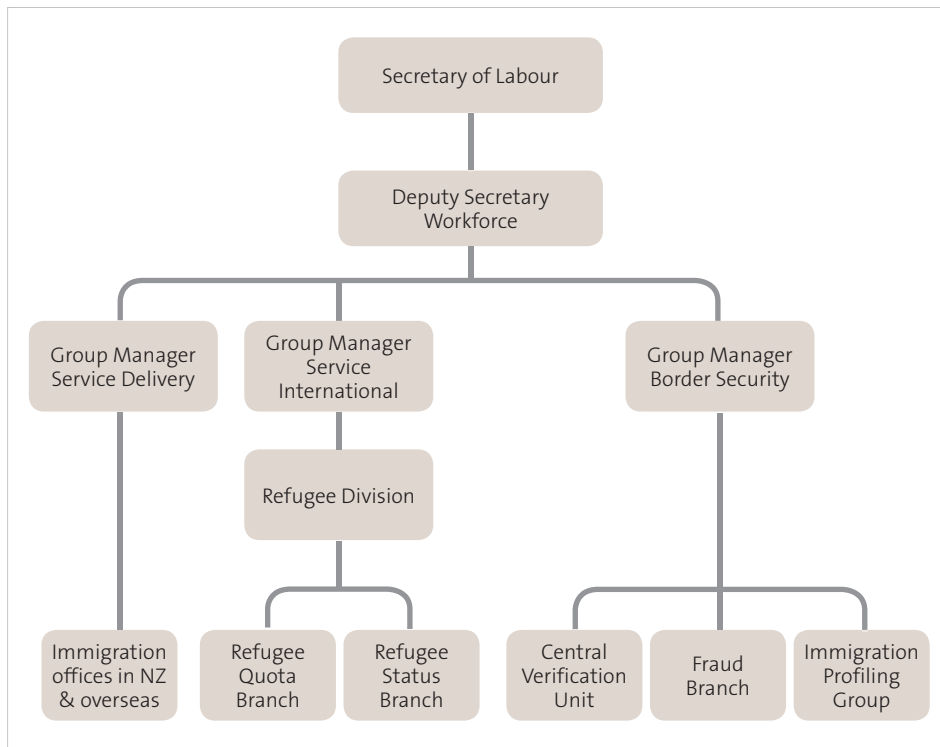 Secretary of Labour
Deputy Secretary
Workforce
Group Manager
Service Delivery
Group Manager
Service
International
Group Manager
Border Security
Refugee Division
Immigration
offices in NZ
& overseas
Refugee
Quota
Branch
Refugee
Status
Branch
Central
Verification
Unit
Fraud
Branch
Immigration
Profiling
Group